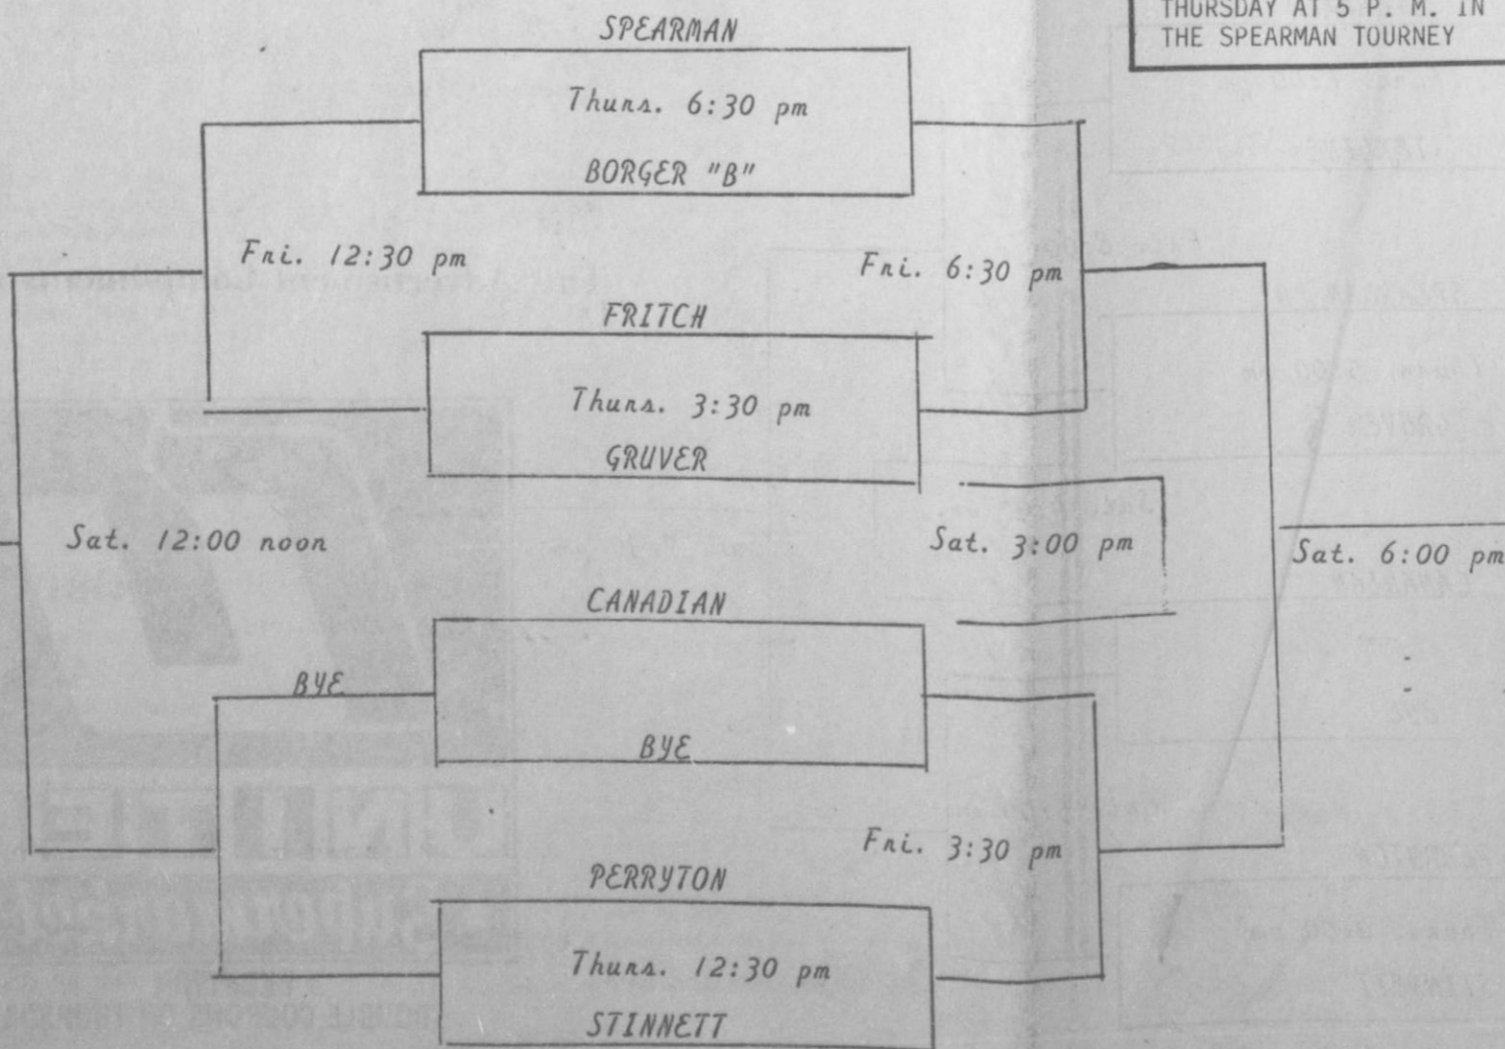 THURSDAY AT 5 P. M. IN
THE SPEARMAN TOURNEY
SPEARMAN
Thurs. 6:30 pm
BORGER "B"
Fri. 12:30 pm
Fri. 6:30 pm
FRITCH
Thurs. 3:30 pm
GRUVER
Sat. 12:00 noon
Sat. 3:00 pm
Sat. 6:00 pm
CANADIAN
BYE
BYE
Fri. 3:30 pm
PERRYTON
Thurs. 12:30 pm
STINNETT